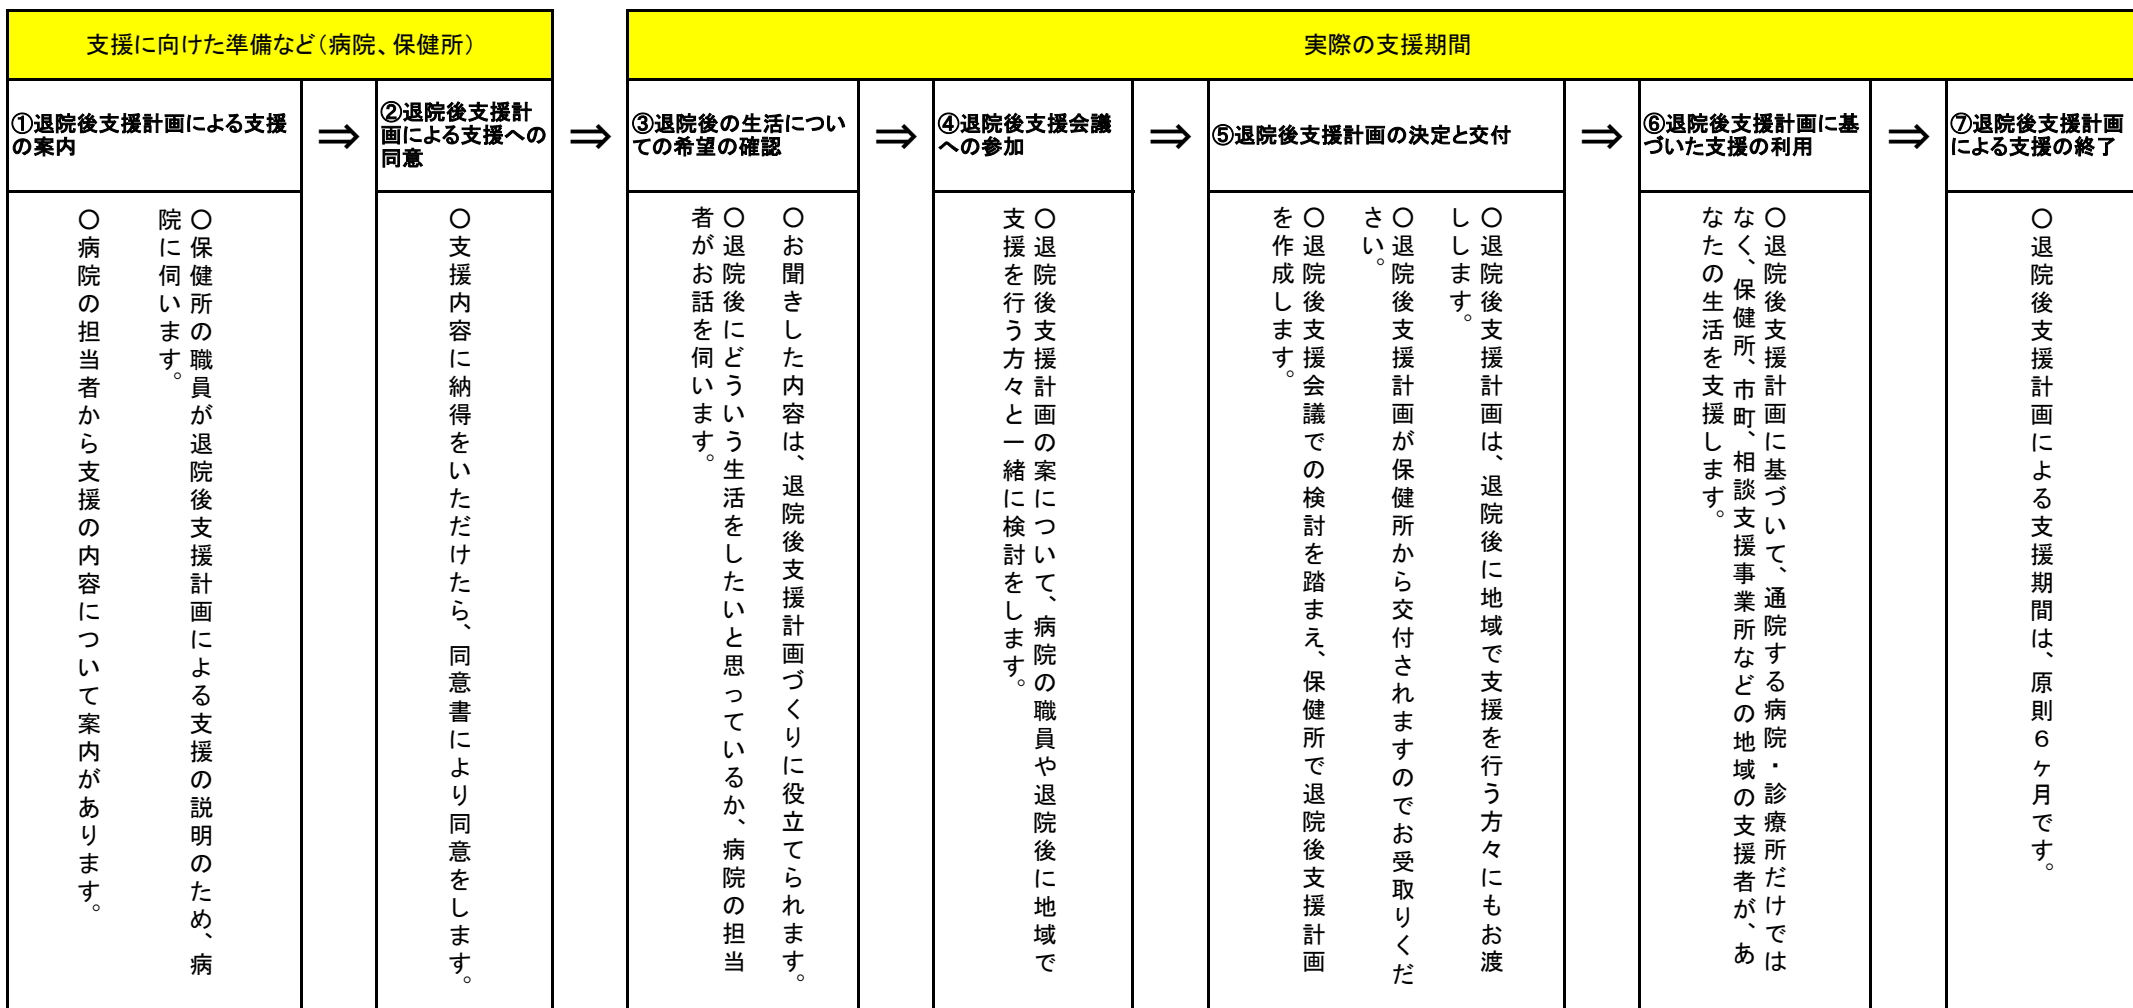 支援に向けた準備など(病院、保健所)
実際の支援期間
①退院後支援計画による支援
の案内
⇒
②退院後支援計
画による支援への
同意
⇒
③退院後の生活につい
ての希望の確認
⇒
④退院後支援会議
への参加
⇒
⑤退院後支援計画の決定と交付
⇒
⑥退院後支援計画に基
づいた支援の利用
⇒
⑦退院後支援計画
による支援の終了
○保健所の職員が退院後支援計画による支援の説明のため、病
院に伺います。
○病院の担当者から支援の内容について案内があります。
○支援内容に納得をいただけたら、同意書により同意をします。
○お聞きした内容は、退院後支援計画づくりに役立てられます。
○退院後にどういう生活をしたいと思っているか、病院の担当
者がお話を伺います。
○退院後支援計画の案について、病院の職員や退院後に地域で
支援を行う方々と一緒に検討をします。
○退院後支援計画は、退院後に地域で支援を行う方々にもお渡
しします。
○退院後支援計画が保健所から交付されますのでお受取りくだ
さい。
○退院後支援会議での検討を踏まえ、保健所で退院後支援計画
を作成します。
○退院後支援計画に基づいて、通院する病院・診療所だけでは
なく、保健所、市町、相談支援事業所などの地域の支援者が、あ
なたの生活を支援します。
○退院後支援計画による支援期間は、原則6ヶ月です。